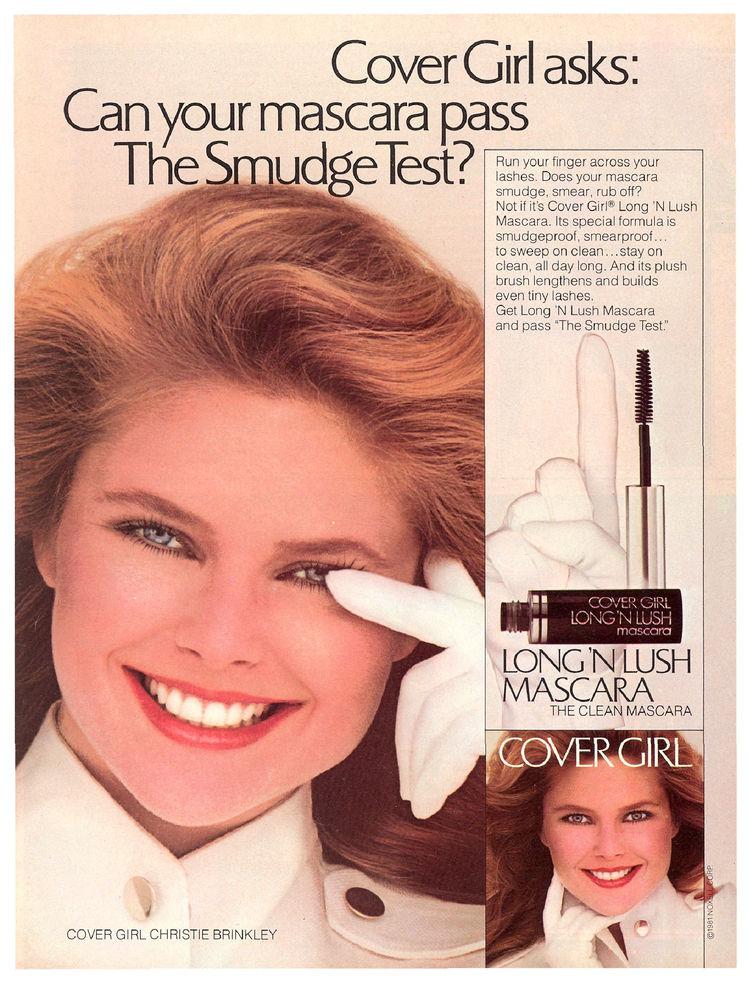 Cover Girl asks:
Can your mascara pass
The Smudge Test?
Run your finger across your
lashes. Does your mascara
smudge, smear, rub off?
Not if it's Cover Girl® Long 'N Lush
Mascara. Its special formula is
smudgeproof, smearproof...
to sweep on clean...stay on
clean, all day long. And its plush
brush lengthens and builds
even tiny lashes.
Get Long 'N Lush Mascara
and pass "The Smudge Test."
COVER GIRL
LONG 'N LUSH
mascara
LONG 'N LUSH
MASCARA
THE CLEAN MASCARA
COVER GIRL
COVER GIRL CHRISTIE BRINKLEY
©1981 NOXELL CORP